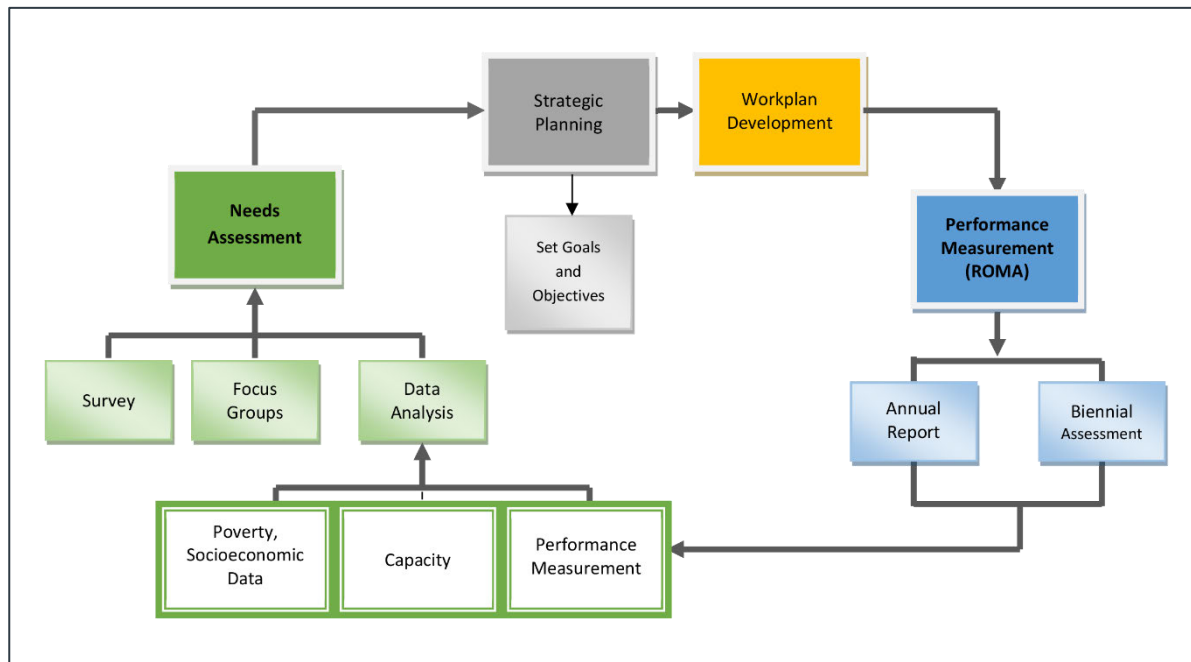 Strategic
Planning
Workplan
Development
Needs
Assessment
Performance
Measurement
(ROMA)
Set Goals
and
Objectives
Survey
Focus
Groups
Data
Analysis
Annual
Report
Biennial
Assessment
Poverty,
Socioeconomic
Data
Capacity
Performance
Measurement